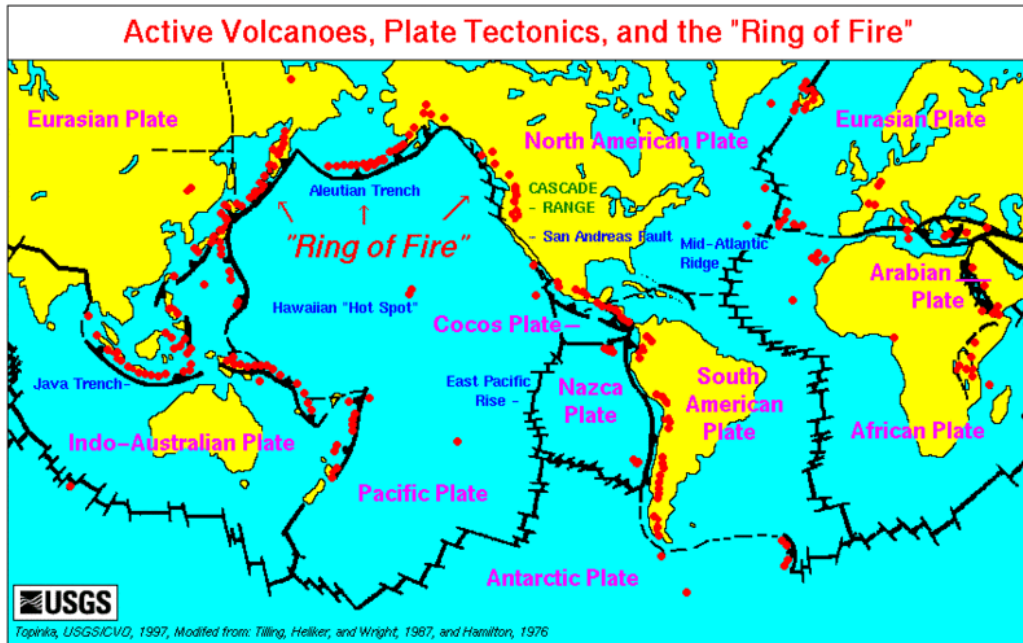 Active Volcanoes, Plate Tectonics, and the "Ring of Fire"
Eurasian Plate
North American Plate
Eurasian Plate
Aleutian Trench
CASCADE
- RANGE
"Ring of Fire"
- San Andreas Fault
Mid-Atlantic
Ridge
Arabian
Plate
Hawaiian "Hot Spot"
Cocos Plate
Java Trench-
East Pacific
Rise -
Nazca
Plate
South
American
Plate
Indo-Australian Plate
African Plate
Pacific Plate
Antarctic Plate
USGS
Topinka, USGS/CVO, 1997, Modified from: Tilling, Heliker, and Wright, 1987, and Hamilton, 1976